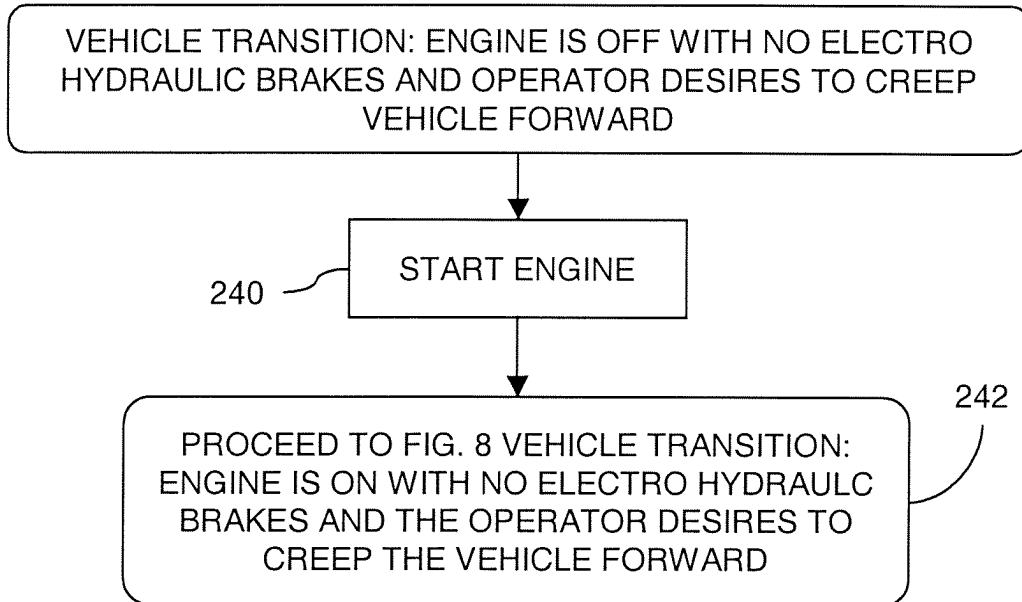 VEHICLE TRANSITION: ENGINE IS OFF WITH NO ELECTRO
HYDRAULIC BRAKES AND OPERATOR DESIRES TO CREEP
VEHICLE FORWARD
START ENGINE
240
242
PROCEED TO FIG. 8 VEHICLE TRANSITION:
ENGINE IS ON WITH NO ELECTRO HYDRAULC
BRAKES AND THE OPERATOR DESIRES TO
CREEP THE VEHICLE FORWARD